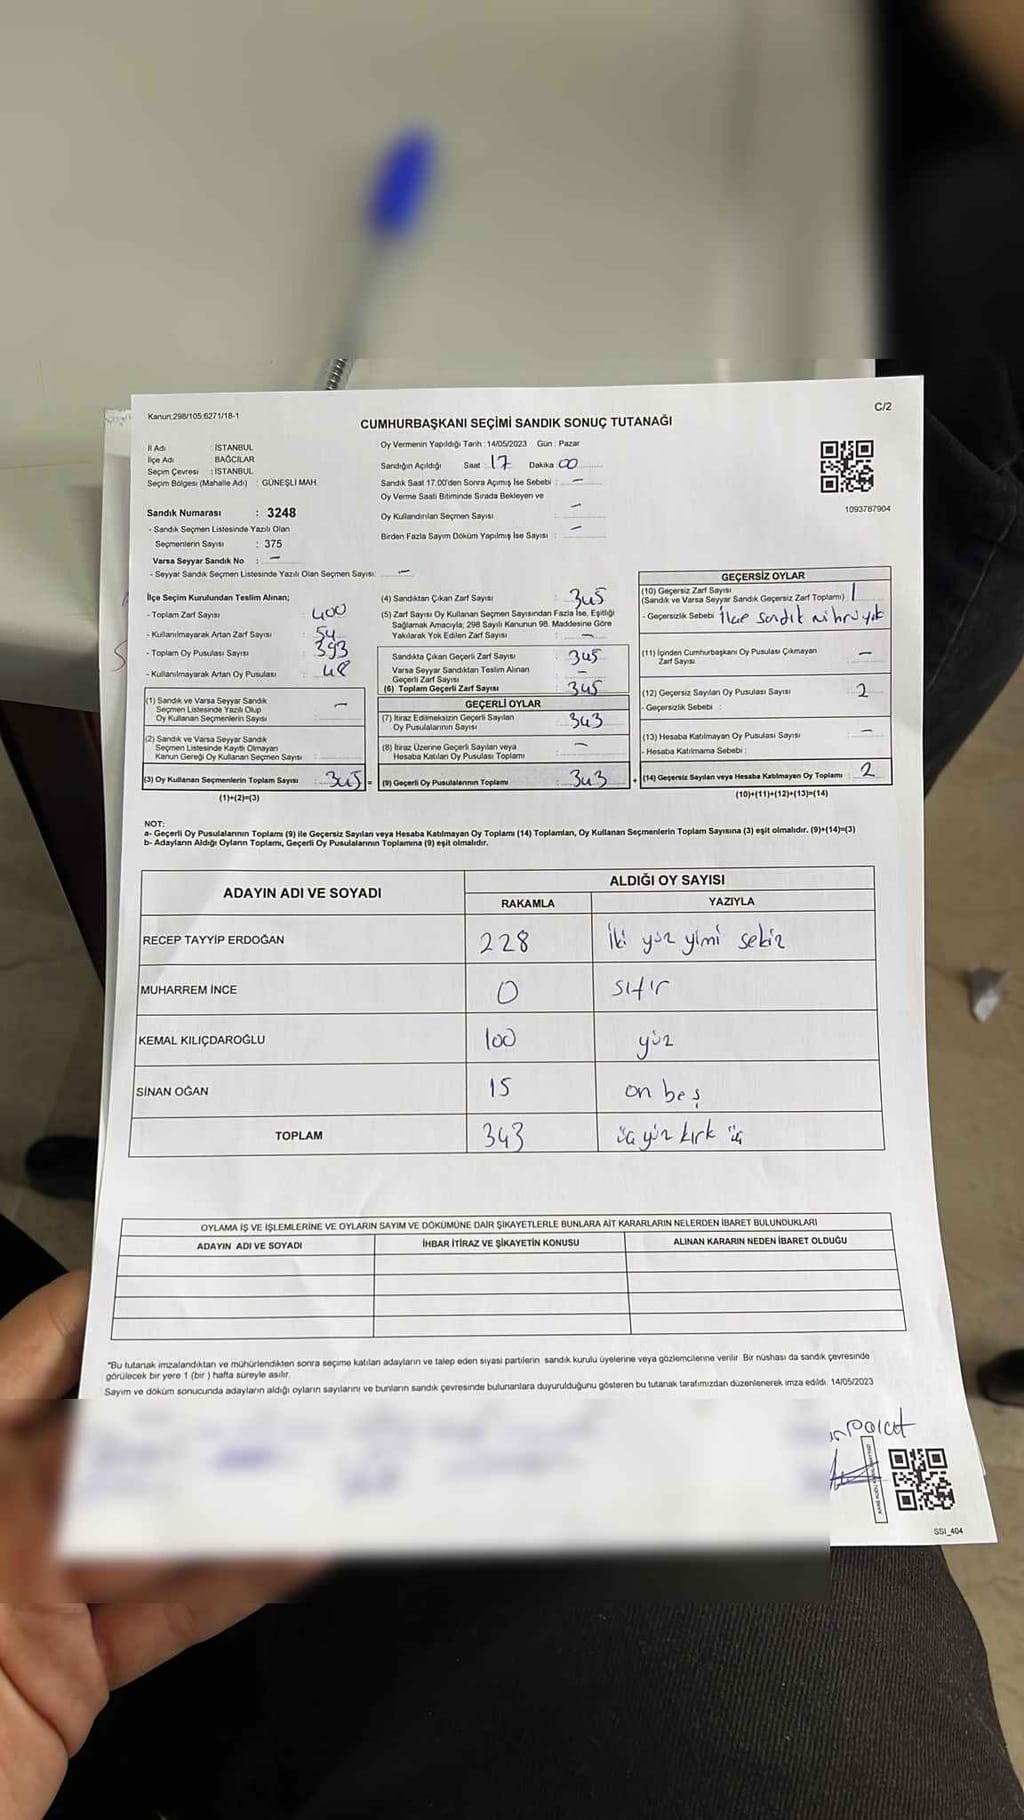 Kanun:298/105;6271/18-1
C/2
CUMHURBAŞKANI SEÇİMİ SANDIK SONUÇ TUTANAĞI
İl Adı : İSTANBUL
İlçe Adı : BAĞCILAR
Seçim Çevresi : İSTANBUL
Seçim Bölgesi (Mahalle Adı) : GÜNEŞLİ MAH.
Oy Vermenin Yapıldığı Tarih : 14/05/2023 Gün : Pazar
Sandığın Açıldığı Saat : 17 Dakika : 00
Sandık Saat 17.00'den Sonra Açımış İse Sebebi : –
Oy Verme Saati Bitiminde Sırada Bekleyen ve
Oy Kullandırılan Seçmen Sayısı : –
Birden Fazla Sayım Döküm Yapılmış İse Sayısı : –
1093787904
Sandık Numarası : 3248
- Sandık Seçmen Listesinde Yazılı Olan
Seçmenlerin Sayısı : 375
Varsa Seyyar Sandık No : –
- Seyyar Sandık Seçmen Listesinde Yazılı Olan Seçmen Sayısı: –
İlçe Seçim Kurulundan Teslim Alınan;
- Toplam Zarf Sayısı : 400
- Kullanılmayarak Artan Zarf Sayısı : 54
- Toplam Oy Pusulası Sayısı : 393
- Kullanılmayarak Artan Oy Pusulası : 48
(1) Sandık ve Varsa Seyyar Sandık
Seçmen Listesinde Yazılı Olup
Oy Kullanan Seçmenlerin Sayısı : –
(2) Sandık ve Varsa Seyyar Sandık
Seçmen Listesinde Kayıtlı Olmayan
Kanun Gereği Oy Kullanan Seçmen Sayısı :
(3) Oy Kullanan Seçmenlerin Toplam Sayısı : 345 =
(1)+(2)=(3)
(4) Sandıktan Çıkan Zarf Sayısı : 345
(5) Zarf Sayısı Oy Kullanan Seçmen Sayısından Fazla İse, Eşitliği
Sağlamak Amacıyla; 298 Sayılı Kanunun 98. Maddesine Göre
Yakılarak Yok Edilen Zarf Sayısı : –
Sandıkta Çıkan Geçerli Zarf Sayısı : 345
Varsa Seyyar Sandıktan Teslim Alınan
Geçerli Zarf Sayısı : –
(6) Toplam Geçerli Zarf Sayısı : 345
GEÇERLİ OYLAR
(7) İtiraz Edilmeksizin Geçerli Sayılan
Oy Pusulalarının Sayısı : 343
(8) İtiraz Üzerine Geçerli Sayılan veya
Hesaba Katılan Oy Pusulası Toplamı : –
(9) Geçerli Oy Pusulalarının Toplamı : 343 +
GEÇERSİZ OYLAR
(10) Geçersiz Zarf Sayısı
(Sandık ve Varsa Seyyar Sandık Geçersiz Zarf Toplamı) 1
- Geçersizlik Sebebi : İlçe sandık mührü yok
(11) İçinden Cumhurbaşkanı Oy Pusulası Çıkmayan
Zarf Sayısı : –
(12) Geçersiz Sayılan Oy Pusulası Sayısı : 2
- Geçersizlik Sebebi :
(13) Hesaba Katılmayan Oy Pusulası Sayısı : –
- Hesaba Katılmama Sebebi :
(14) Geçersiz Sayılan veya Hesaba Katılmayan Oy Toplamı : 2
(10)+(11)+(12)+(13)=(14)
NOT:
a- Geçerli Oy Pusulalarının Toplamı (9) ile Geçersiz Sayılan veya Hesaba Katılmayan Oy Toplamı (14) Toplamları, Oy Kullanan Seçmenlerin Toplam Sayısına (3) eşit olmalıdır. (9)+(14)=(3)
b- Adayların Aldığı Oyların Toplamı, Geçerli Oy Pusulalarının Toplamına (9) eşit olmalıdır.
ADAYIN ADI VE SOYADI
ALDIĞI OY SAYISI
RAKAMLA YAZIYLA
RECEP TAYYİP ERDOĞAN 228 İki yüz yimi sekiz
MUHARREM İNCE 0 sıfır
KEMAL KILIÇDAROĞLU 100 yüz
SİNAN OĞAN 15 on beş
TOPLAM 343 üç yüz kırk üç
OYLAMA İŞ VE İŞLEMLERİNE VE OYLARIN SAYIM VE DÖKÜMÜNE DAİR ŞİKAYETLERLE BUNLARA AİT KARARLARIN NELERDEN İBARET BULUNDUKLARI
ADAYIN ADI VE SOYADI İHBAR İTİRAZ VE ŞİKAYETİN KONUSU ALINAN KARARIN NEDEN İBARET OLDUĞU
"Bu tutanak imzalandıktan ve mühürlendikten sonra seçime katılan adayların ve talep eden siyasi partilerin sandık kurulu üyelerine veya gözlemcilerine verilir. Bir nüshası da sandık çevresinde
görülecek bir yere 1 (bir ) hafta süreyle asılır.
Sayım ve döküm sonucunda adayların aldığı oyların sayılarını ve bunların sandık çevresinde bulunanlara duyurulduğunu gösteren bu tutanak tarafımızdan düzenlenerek imza edildi. 14/05/2023
SSI_404